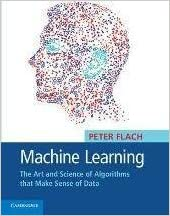 PETER FLACH
Machine Learning
The Art and Science of Algorithms
that Make Sense of Data
CAMBRIDGE